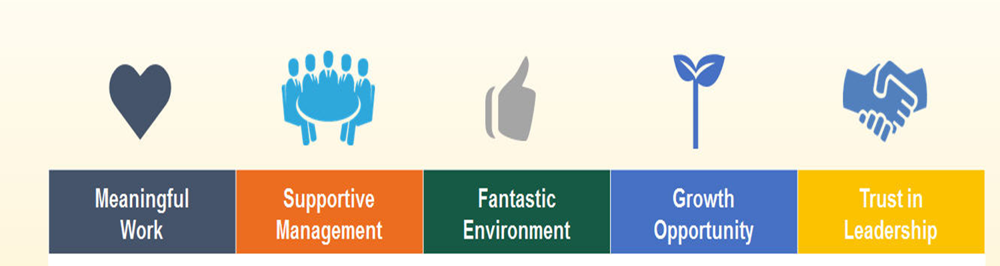 Meaningful
Work
Supportive
Management
Fantastic
Environment
Growth
Opportunity
Trust in
Leadership